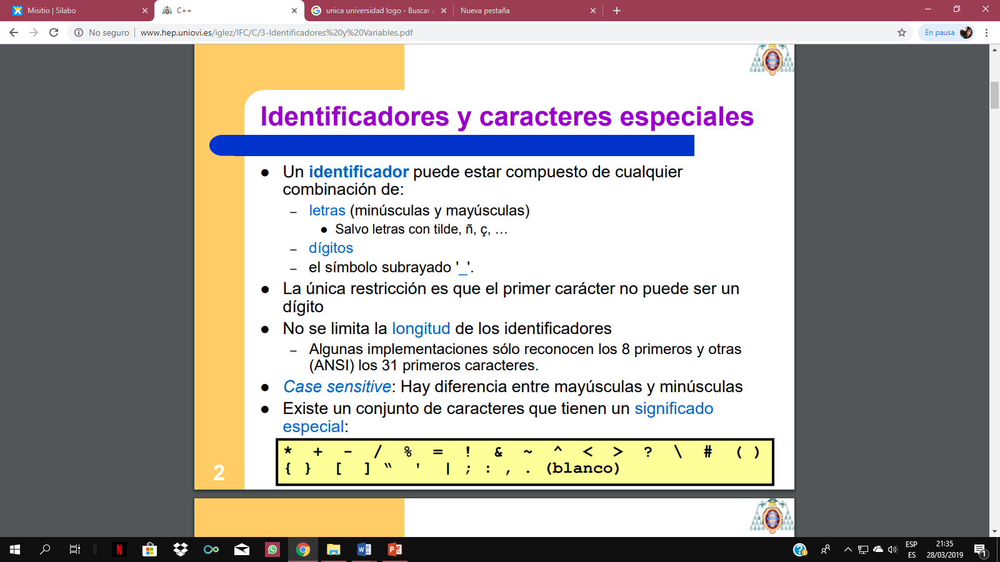 Misitio | Silabo
C++
unica universidad logo - Buscar c
Nueva pestaña
No seguro
www.hep.uniovi.es/iglez/IFC/C/3-Identificadores%20y%20Variables.pdf
En pausa
Identificadores y caracteres especiales
● Un identificador puede estar compuesto de cualquier
combinación de:
– letras (minúsculas y mayúsculas)
● Salvo letras con tilde, ñ, ç, …
– dígitos
– el símbolo subrayado '_'.
● La única restricción es que el primer carácter no puede ser un
dígito
● No se limita la longitud de los identificadores
– Algunas implementaciones sólo reconocen los 8 primeros y otras
(ANSI) los 31 primeros caracteres.
● Case sensitive: Hay diferencia entre mayúsculas y minúsculas
● Existe un conjunto de caracteres que tienen un significado
especial:
* + - / % = ! & ~ ^ < > ? \ # ( )
{ } [ ] “ ' | ; : , . (blanco)
2
ESP
ES
21:35
28/03/2019
1